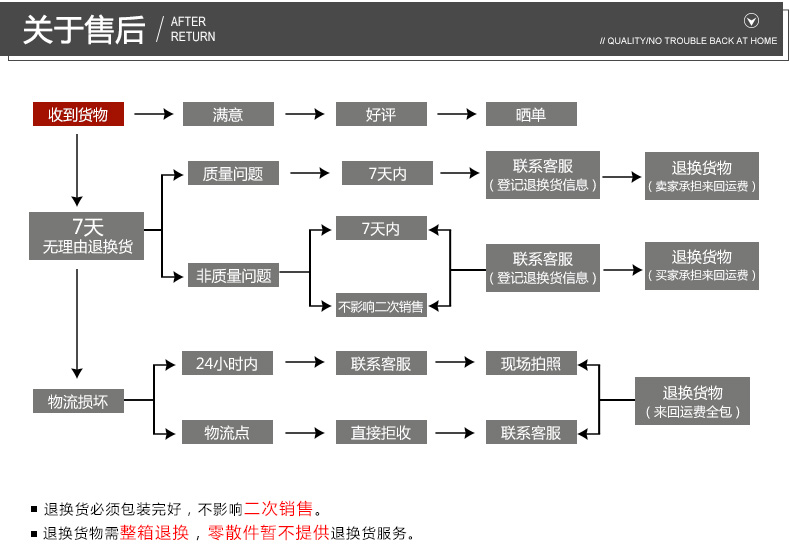 关于售后 / AFTER
RETURN
// QUALITY/NO TROUBLE BACK AT HOME
收到货物
满意
好评
晒单
质量问题
7天内
联系客服
（登记退换货信息）
退换货物
（卖家承担来回运费）
7天
无理由退换货
7天内
非质量问题
联系客服
（登记退换货信息）
退换货物
（买家承担来回运费）
不影响二次销售
24小时内
联系客服
现场拍照
物流损坏
退换货物
（来回运费全包）
物流点
直接拒收
联系客服
退换货必须包装完好，不影响二次销售。
退换货物需整箱退换，零散件暂不提供退换货服务。